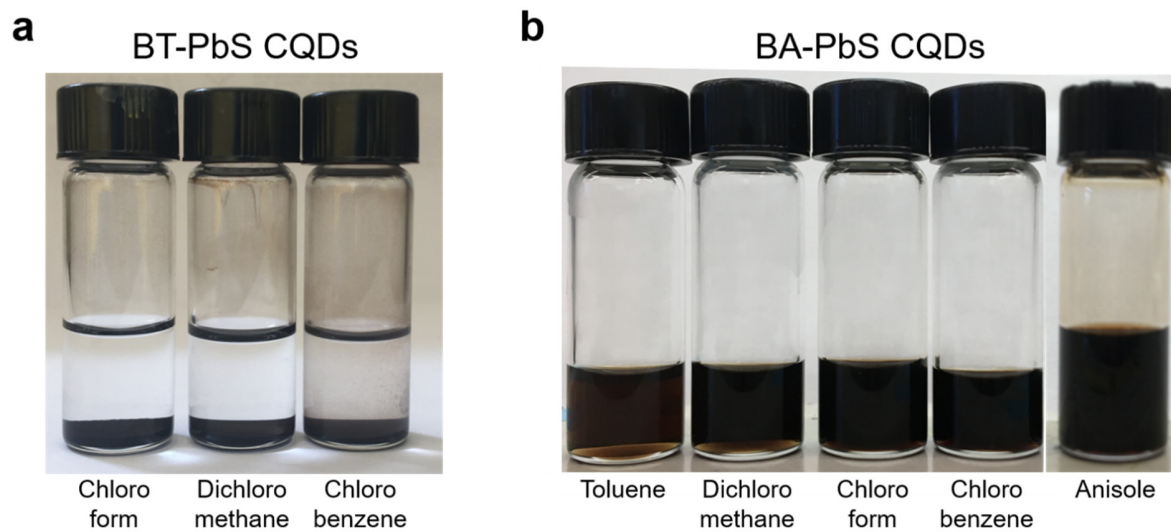 a
BT-PbS CQDs
Chloro
form
Dichloro
methane
Chloro
benzene
b
BA-PbS CQDs
Toluene
Dichloro
methane
Chloro
form
Chloro
benzene
Anisole